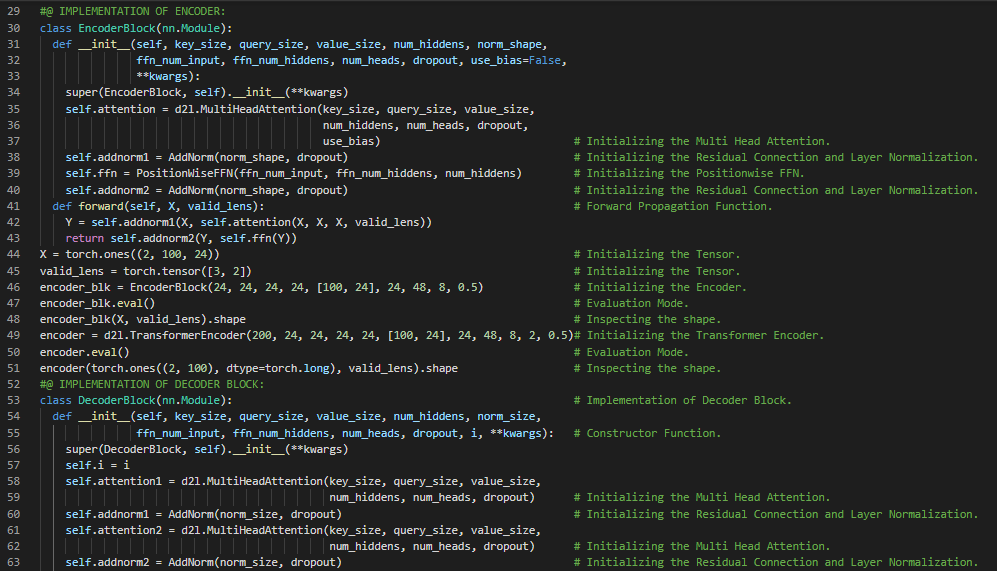 29 #@ IMPLEMENTATION OF ENCODER:
30 class EncoderBlock(nn.Module):
31   def __init__(self, key_size, query_size, value_size, num_hiddens, norm_shape,
32                ffn_num_input, ffn_num_hiddens, num_heads, dropout, use_bias=False,
33                **kwargs):
34     super(EncoderBlock, self).__init__(**kwargs)
35     self.attention = d2l.MultiHeadAttention(key_size, query_size, value_size,
36                                             num_hiddens, num_heads, dropout,
37                                             use_bias)                              # Initializing the Multi Head Attention.
38     self.addnorm1 = AddNorm(norm_shape, dropout)                                   # Initializing the Residual Connection and Layer Normalization.
39     self.ffn = PositionWiseFFN(ffn_num_input, ffn_num_hiddens, num_hiddens)        # Initializing the Positionwise FFN.
40     self.addnorm2 = AddNorm(norm_shape, dropout)                                   # Initializing the Residual Connection and Layer Normalization.
41   def forward(self, X, valid_lens):                                                # Forward Propagation Function.
42     Y = self.addnorm1(X, self.attention(X, X, X, valid_lens))
43     return self.addnorm2(Y, self.ffn(Y))
44 X = torch.ones((2, 100, 24))                                                       # Initializing the Tensor.
45 valid_lens = torch.tensor([3, 2])                                                  # Initializing the Tensor.
46 encoder_blk = EncoderBlock(24, 24, 24, 24, [100, 24], 24, 48, 8, 0.5)              # Initializing the Encoder.
47 encoder_blk.eval()                                                                 # Evaluation Mode.
48 encoder_blk(X, valid_lens).shape                                                   # Inspecting the shape.
49 encoder = d2l.TransformerEncoder(200, 24, 24, 24, 24, [100, 24], 24, 48, 8, 2, 0.5)# Initializing the Transformer Encoder.
50 encoder.eval()                                                                     # Evaluation Mode.
51 encoder(torch.ones((2, 100), dtype=torch.long), valid_lens).shape                  # Inspecting the shape.
52 #@ IMPLEMENTATION OF DECODER BLOCK:
53 class DecoderBlock(nn.Module):                                                     # Implementation of Decoder Block.
54   def __init__(self, key_size, query_size, value_size, num_hiddens, norm_size,
55                ffn_num_input, ffn_num_hiddens, num_heads, dropout, i, **kwargs):   # Constructor Function.
56     super(DecoderBlock, self).__init__(**kwargs)
57     self.i = i
58     self.attention1 = d2l.MultiHeadAttention(key_size, query_size, value_size,
59                                              num_hiddens, num_heads, dropout)      # Initializing the Multi Head Attention.
60     self.addnorm1 = AddNorm(norm_size, dropout)                                    # Initializing the Residual Connection and Layer Normalization.
61     self.attention2 = d2l.MultiHeadAttention(key_size, query_size, value_size,
62                                              num_hiddens, num_heads, dropout)      # Initializing the Multi Head Attention.
63     self.addnorm2 = AddNorm(norm_size, dropout)                                    # Initializing the Residual Connection and Layer Normalization.